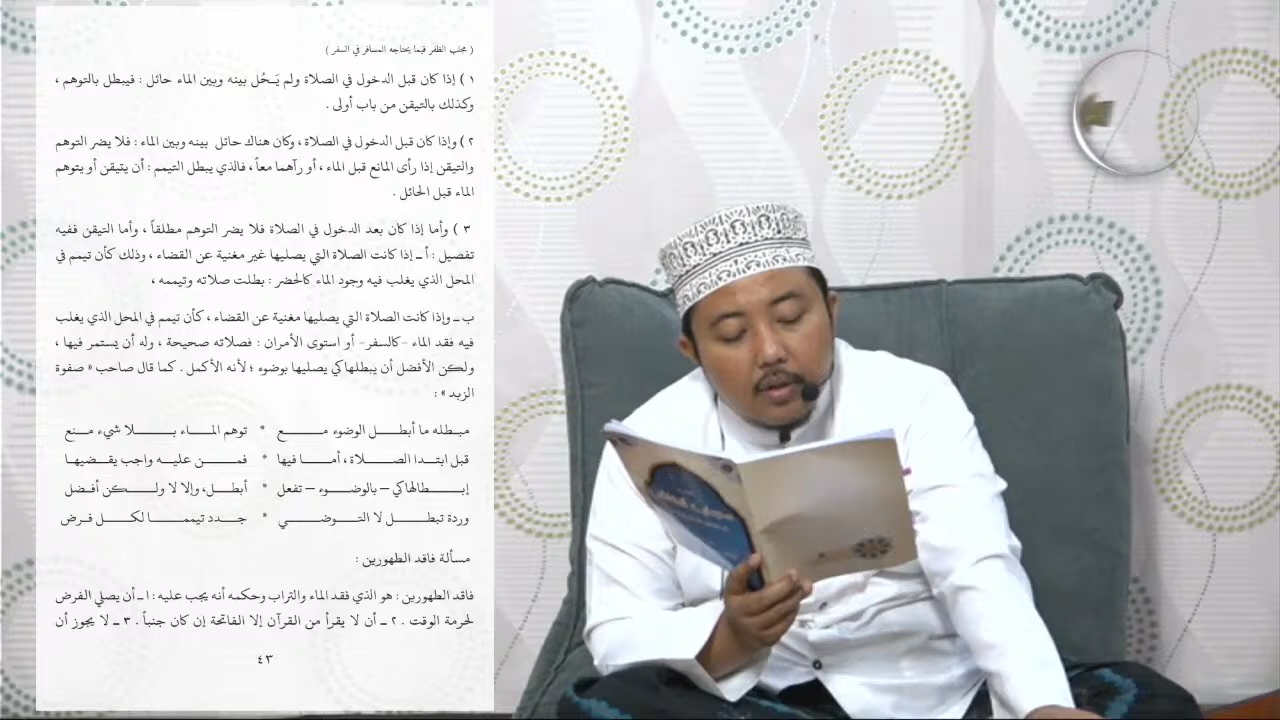 ( مجلب الظفر فيما يحتاجه المسافر في السفر )
١ ) إذا كان قبل الدخول في الصلاة ولم يَحُل بينه وبين الماء حائل : فيبطل بالتوهم ،
وكذلك بالتيقن من باب أولى .
٢ ) وإذا كان قبل الدخول في الصلاة ، وكان هناك حائل بينه وبين الماء : فلا يضر التوهم
والتيقن إذا رأى المانع قبل الماء ، أو رآهما معاً ، فالذي يبطل التيمم : أن يتيقن أو يتوهم
الماء قبل الحائل .
٣ ) وأما إذا كان بعد الدخول في الصلاة فلا يضر التوهم مطلقاً ، وأما التيقن ففيه
تفصيل : أ ــ إذا كانت الصلاة التي يصليها غير مغنية عن القضاء ، وذلك كأن تيمم في
المحل الذي يغلب فيه وجود الماء كالحضر : بطلت صلاته وتيممه ،
ب ــ وإذا كانت الصلاة التي يصليها مغنية عن القضاء ، كأن تيمم في المحل الذي يغلب
فيه فقد الماء -كالسفر- أو استوى الأمران : فصلاته صحيحة ، وله أن يستمر فيها ،
ولكن الأفضل أن يبطلها كي يصليها بوضوء ؛ لأنه الأكمل . كما قال صاحب « صفوة
الزبد » :
مبطله ما أبطل الوضوء مع * توهم الماء بلا شيء منع
قبل ابتدا الصلاة ، أما فيها * فمن عليه واجب يقضيها
إبطالها كي – بالوضوء – تفعل * أبطل، وإلا لا ولكن أفضل
وردة تبطل لا التوضي * جدد تيمما لكل فرض
مسألة فاقد الطهورين :
فاقد الطهورين : هو الذي فقد الماء والتراب وحكمه أنه يجب عليه : ١ــ أن يصلي الفرض
لحرمة الوقت . ٢ ــ أن لا يقرأ من القرآن إلا الفاتحة إن كان جنباً . ٣ ــ لا يجوز أن
٤٣